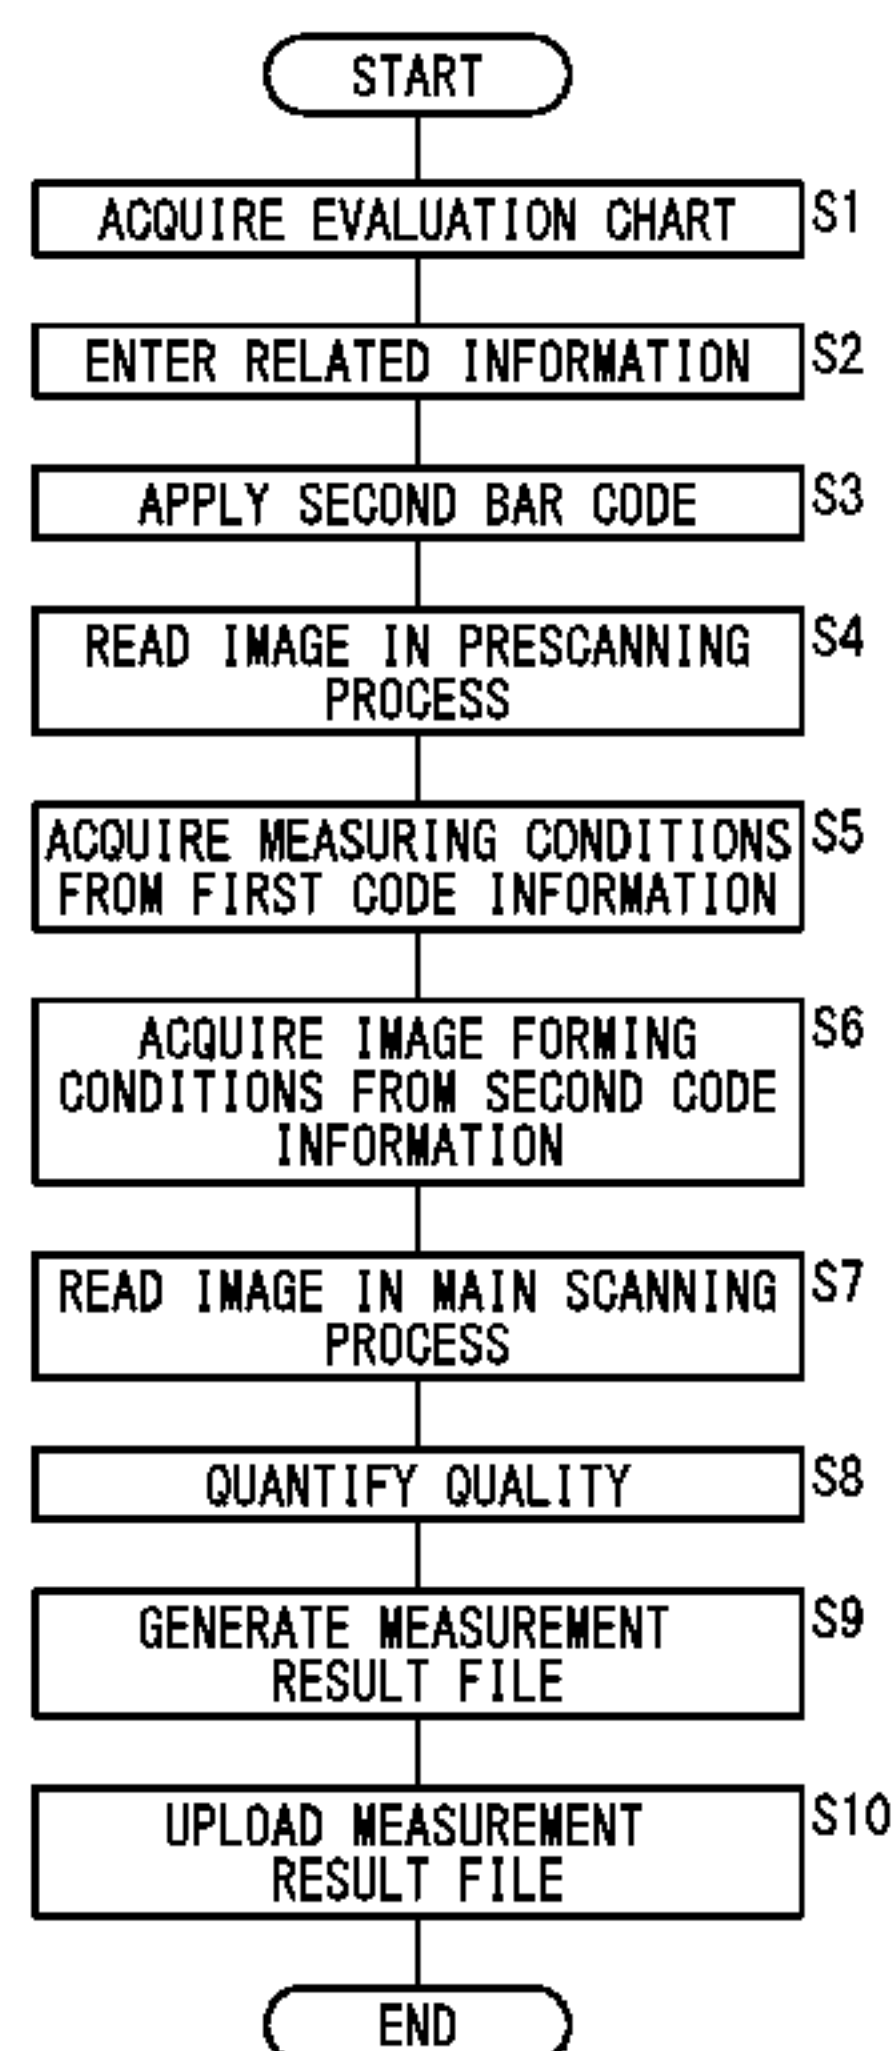 START
ACQUIRE EVALUATION CHART S1
ENTER RELATED INFORMATION S2
APPLY SECOND BAR CODE S3
READ IMAGE IN PRESCANNING S4
PROCESS
ACQUIRE MEASURING CONDITIONS S5
FROM FIRST CODE INFORMATION
ACQUIRE IMAGE FORMING S6
CONDITIONS FROM SECOND CODE
INFORMATION
READ IMAGE IN MAIN SCANNING S7
PROCESS
QUANTIFY QUALITY S8
GENERATE MEASUREMENT S9
RESULT FILE
UPLOAD MEASUREMENT S10
RESULT FILE
END